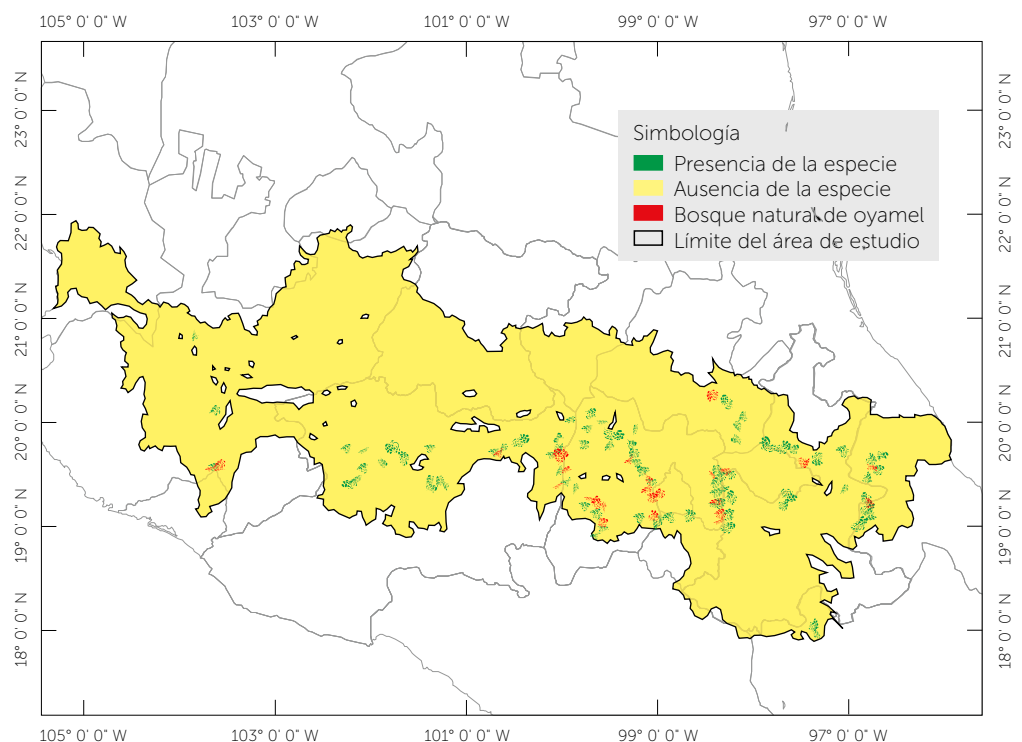 105° 0' 0" W
103° 0' 0" W
101° 0' 0" W
99° 0' 0" W
97° 0' 0" W
23° 0' 0" N
22° 0' 0" N
21° 0' 0" N
20° 0' 0" N
19° 0' 0" N
18° 0' 0" N
Simbología
Presencia de la especie
Ausencia de la especie
Bosque natural de oyamel
Límite del área de estudio
23° 0' 0" N
22° 0' 0" N
21° 0' 0" N
20° 0' 0" N
19° 0' 0" N
18° 0' 0" N
105° 0' 0" W
103° 0' 0" W
101° 0' 0" W
99° 0' 0" W
97° 0' 0" W